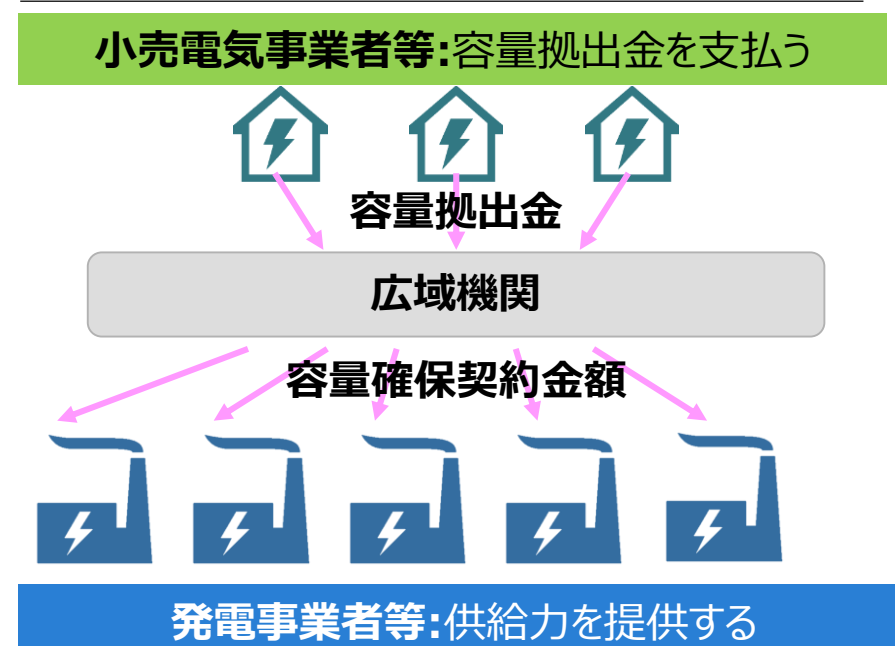 小売電気事業者等:容量拠出金を支払う
容量拠出金
広域機関
容量確保契約金額
発電事業者等:供給力を提供する